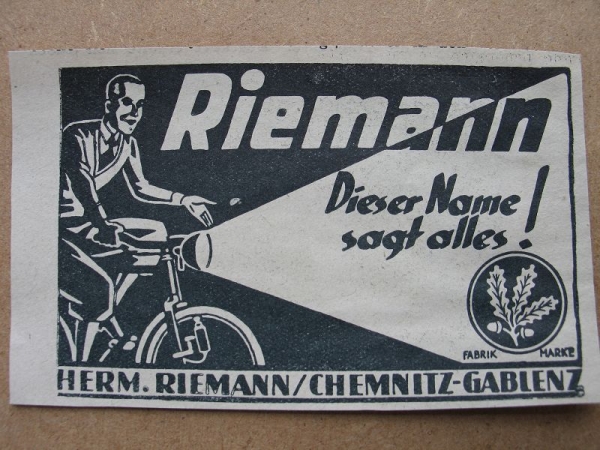 Riemann
Dieser Name
sagt alles!
FABRIK MARKE
HERM. RIEMANN/CHEMNITZ-GABLENZ